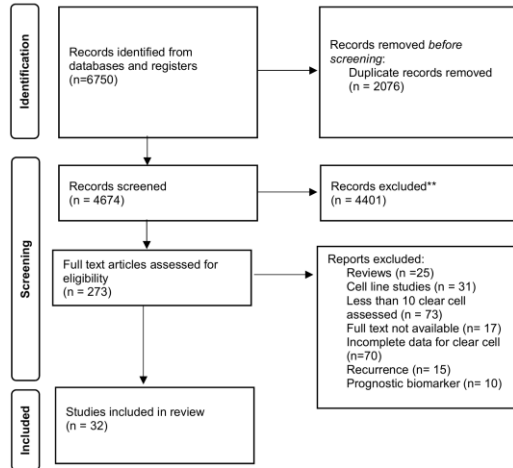 Identification
Records identified from
databases and registers
(n=6750)
Records removed before
screening:
Duplicate records removed
(n = 2076)
Screening
Records screened
(n = 4674)
Records excluded**
(n = 4401)
Full text articles assessed for
eligibility
(n = 273)
Reports excluded:
Reviews (n =25)
Cell line studies (n = 31)
Less than 10 clear cell
assessed (n = 73)
Full text not available (n= 17)
Incomplete data for clear cell
(n=70)
Recurrence (n= 15)
Prognostic biomarker (n= 10)
Included
Studies included in review
(n = 32)